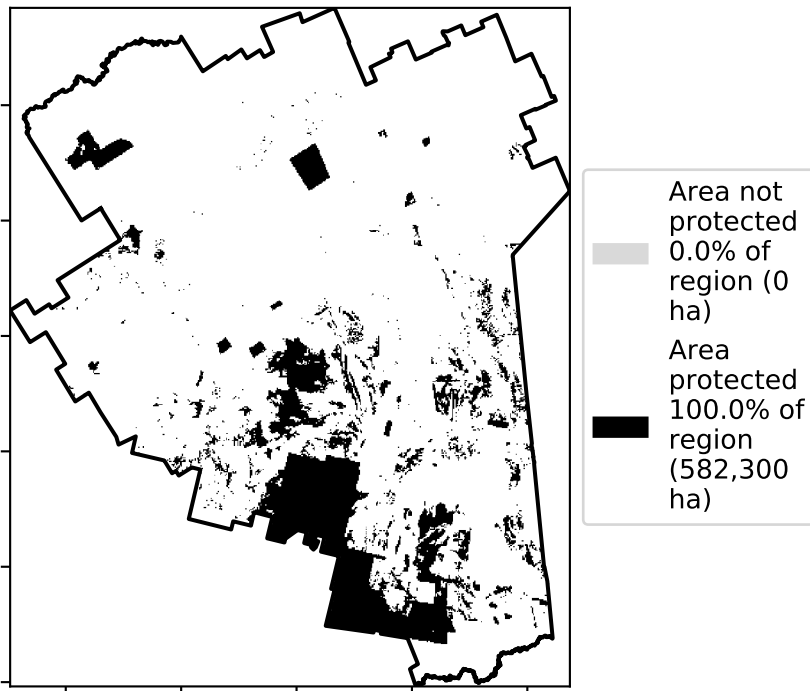 Area not
protected
0.0% of
region (0
ha)
Area
protected
100.0% of
region
(582,300
ha)